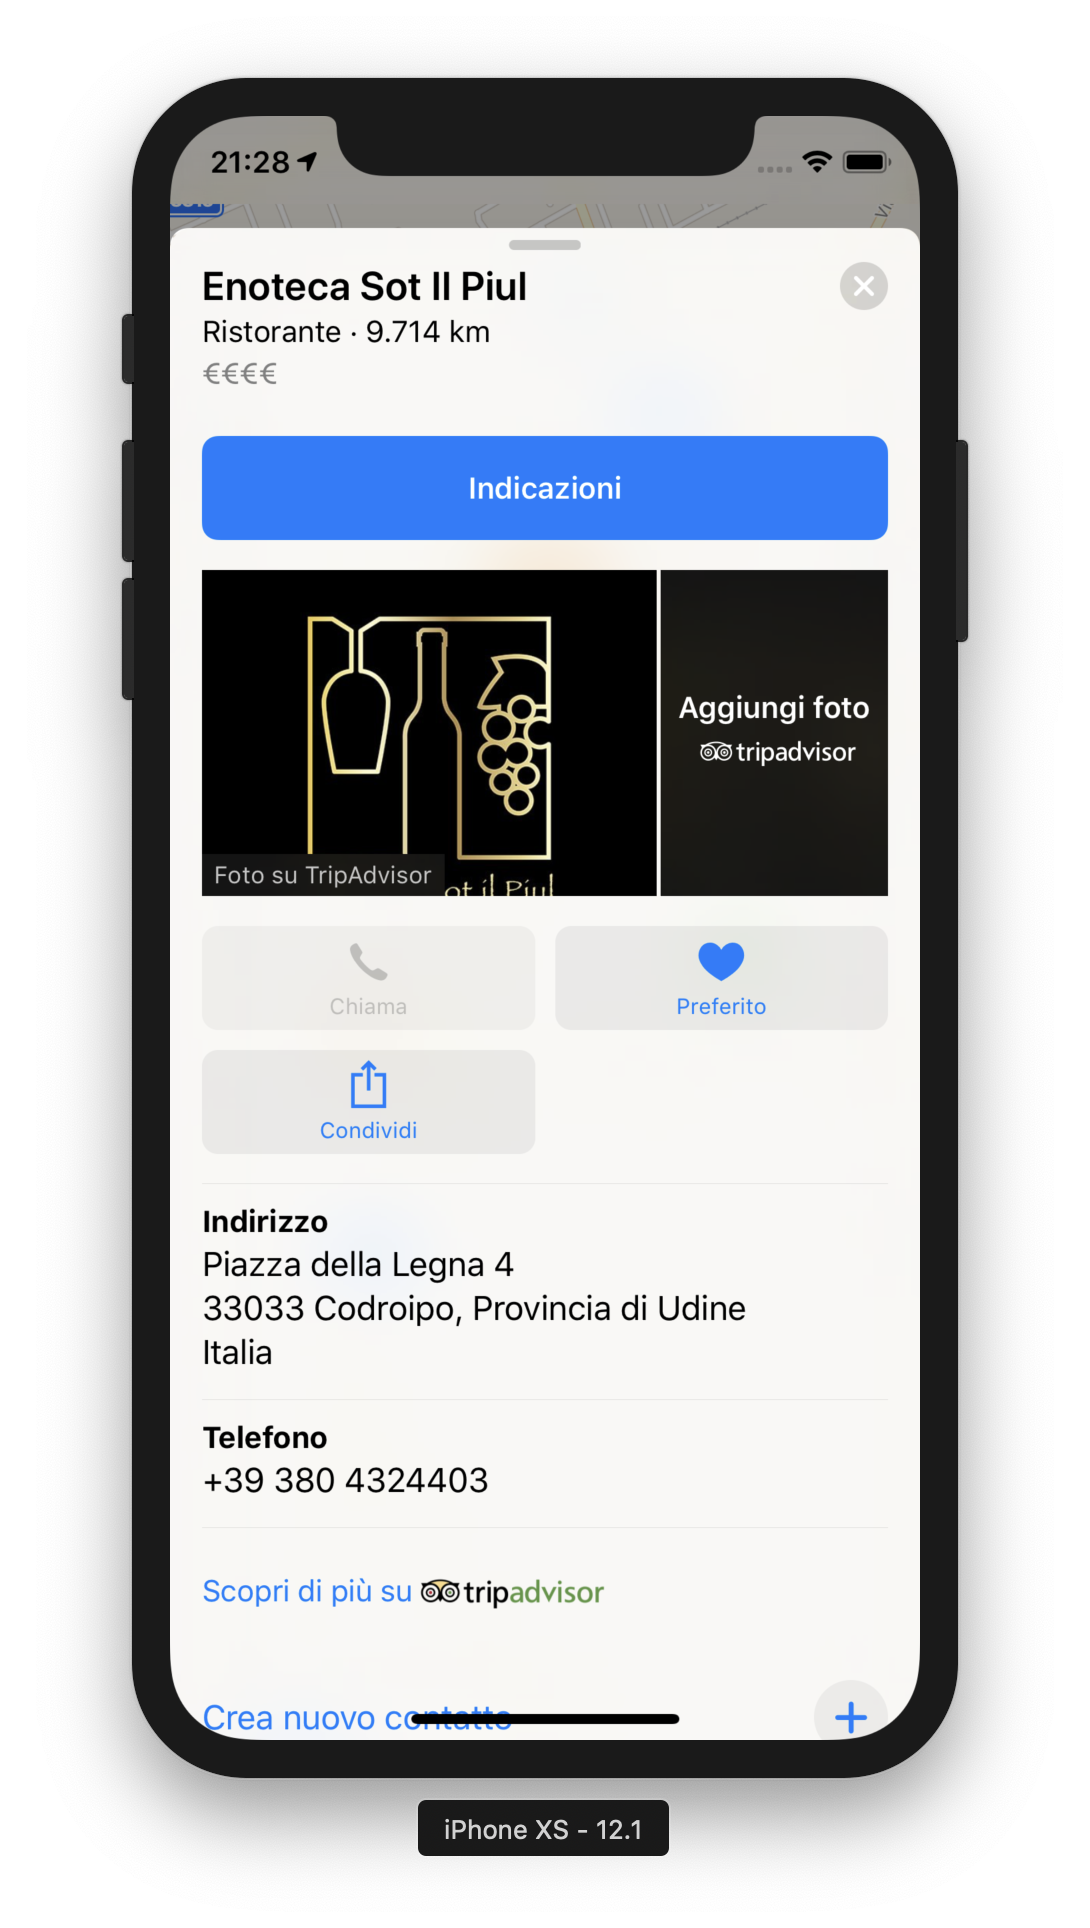 21:28
Enoteca Sot Il Piul
Ristorante · 9.714 km
€€€€
Indicazioni
Aggiungi foto
tripadvisor
Foto su TripAdvisor
ot il Piul
Chiama
Preferito
Condividi
Indirizzo
Piazza della Legna 4
33033 Codroipo, Provincia di Udine
Italia
Telefono
+39 380 4324403
Scopri di più su tripadvisor
Crea nuovo contatto
iPhone XS - 12.1